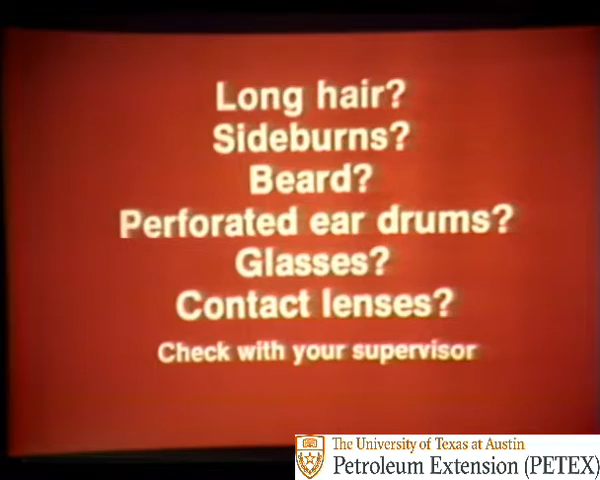 Long hair?
Sideburns?
Beard?
Perforated ear drums?
Glasses?
Contact lenses?
Check with your supervisor
The University of Texas at Austin
Petroleum Extension (PETEX)